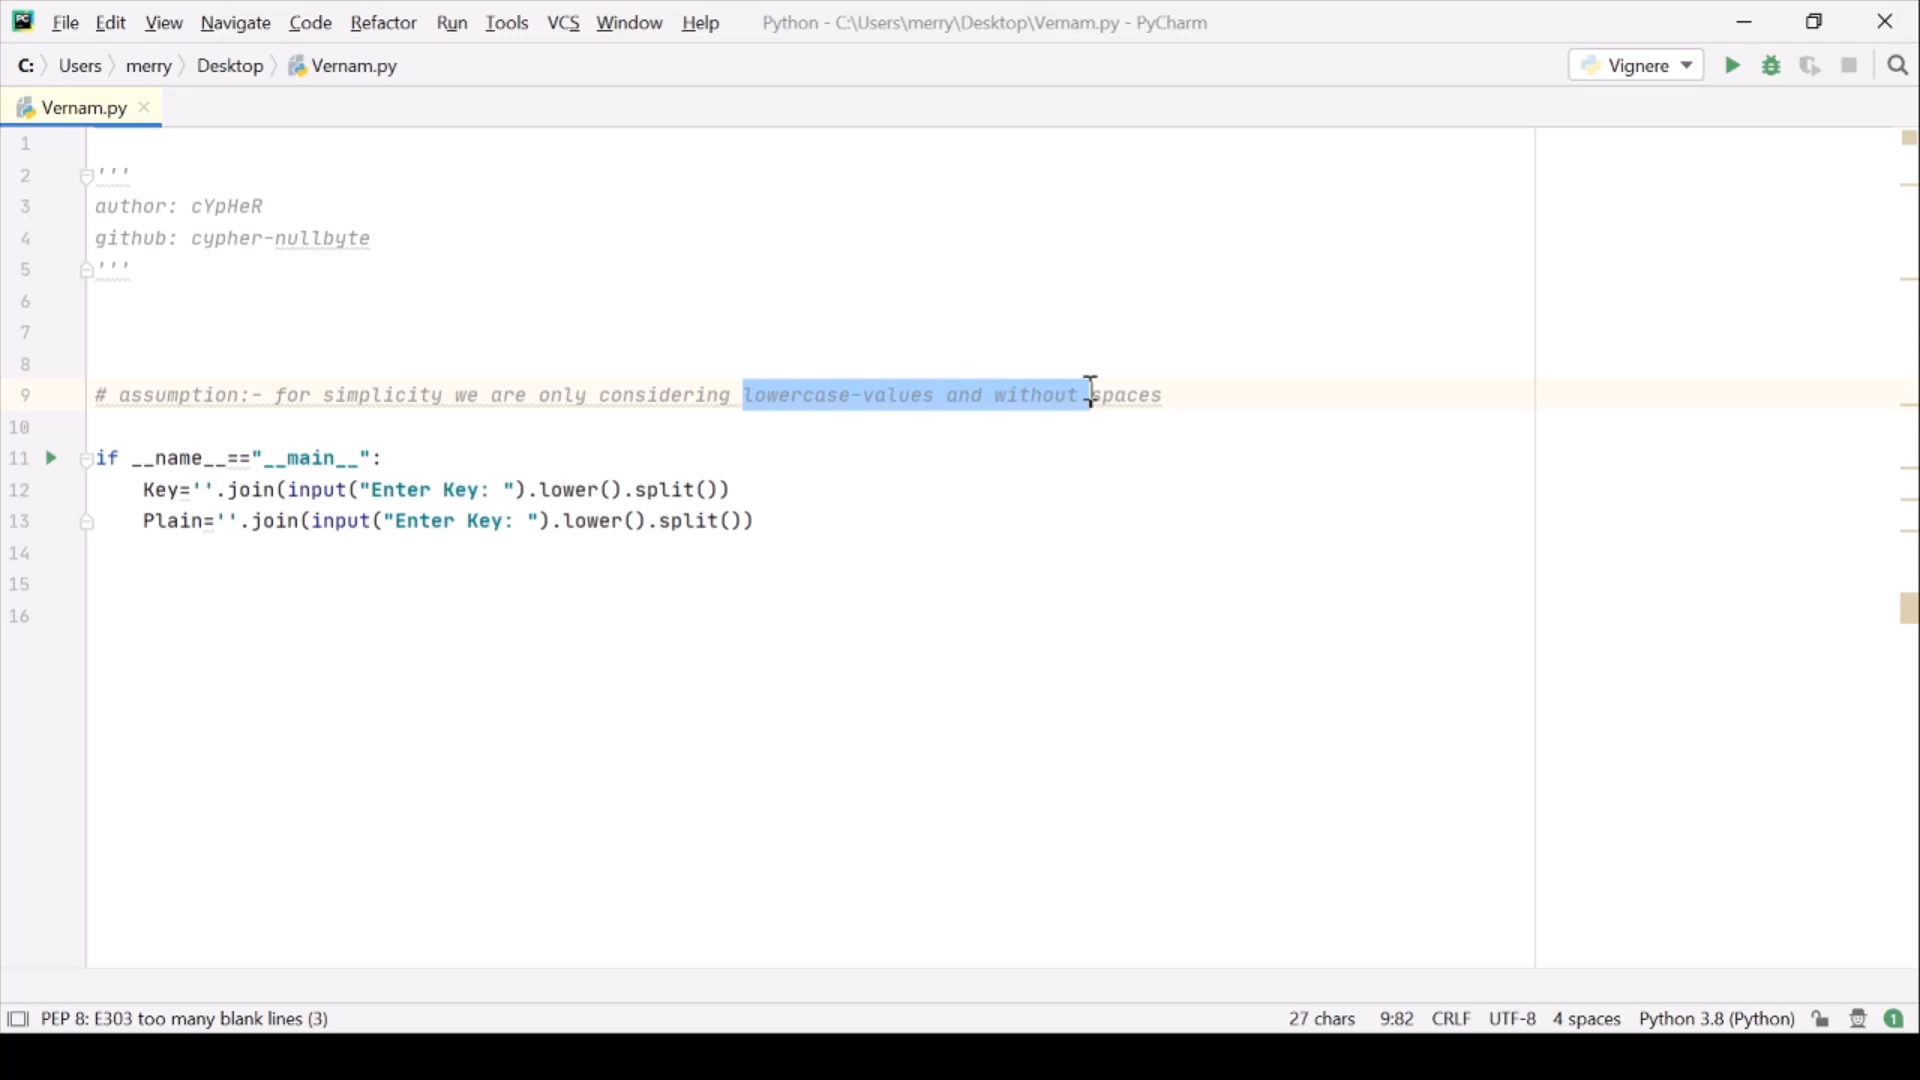 PC File Edit View Navigate Code Refactor Run Tools VCS Window Help Python - C:\Users\merry\Desktop\Vernam.py - PyCharm
C: Users merry Desktop Vernam.py Vignere
Vernam.py
1
2 '''
3 author: cYpHeR
4 github: cypher-nullbyte
5 '''
6
7
8
9 # assumption:- for simplicity we are only considering lowercase-values and without spaces
10
11 if __name__=="__main__":
12 Key=''.join(input("Enter Key: ").lower().split())
13 Plain=''.join(input("Enter Key: ").lower().split())
14
15
16
PEP 8: E303 too many blank lines (3) 27 chars 9:82 CRLF UTF-8 4 spaces Python 3.8 (Python) 1